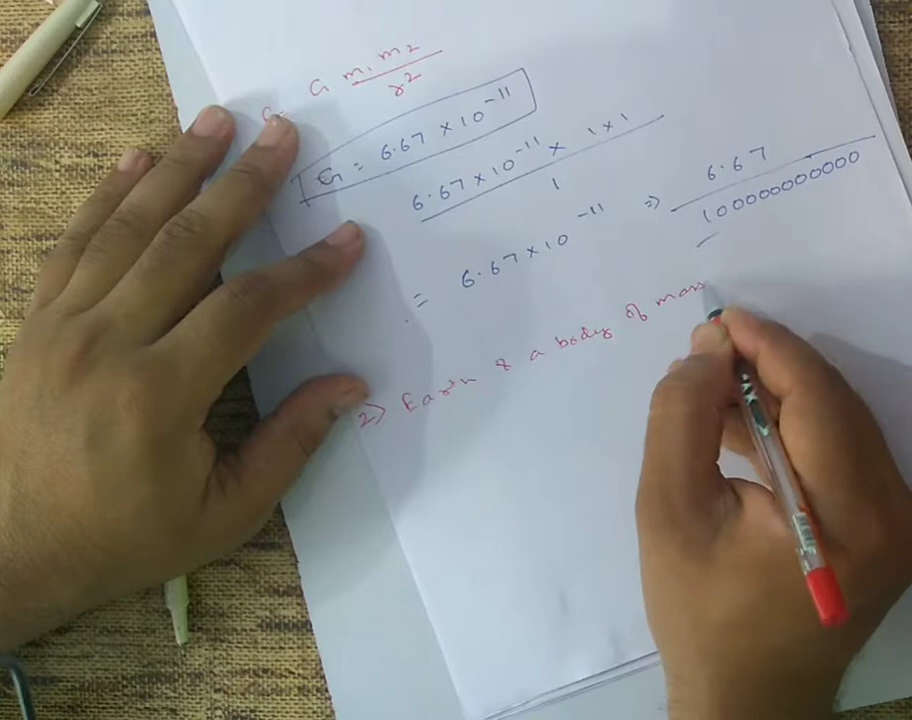 G m₁ m₂
r²
G = 6.67 × 10⁻¹¹
6.67 × 10⁻¹¹ × 1 × 1
1
= 6.67 × 10⁻¹¹ ⇒ 6.67
100000000000
2) Earth & a body of mass